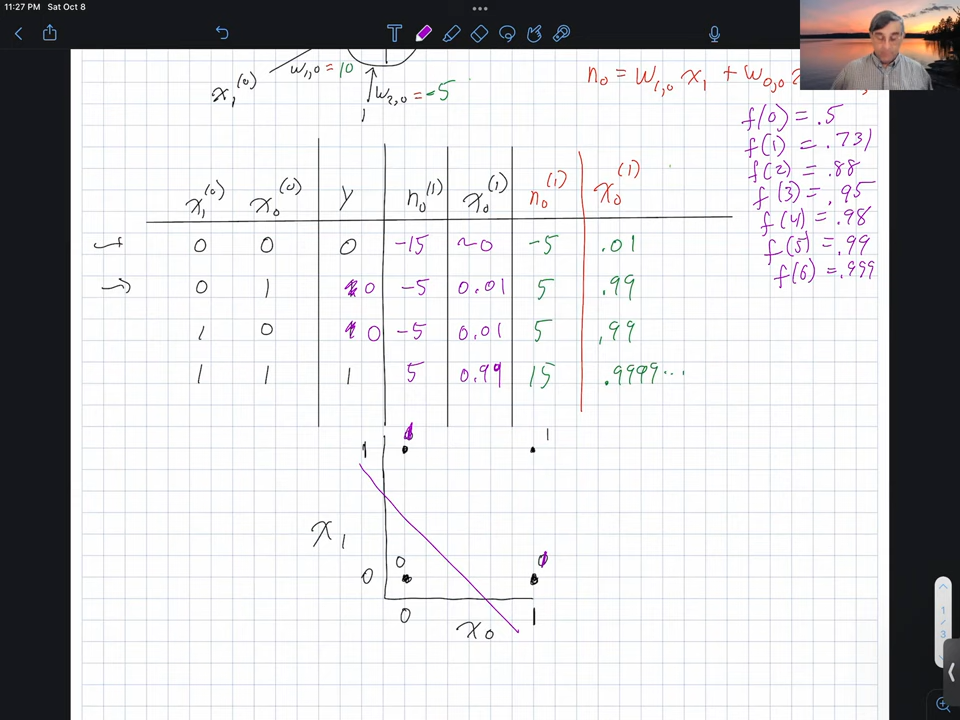 11:27 PM Sat Oct 8
x₁⁽⁰⁾ w₁,₀ = 10
w₂,₀ = -5
1
n₀ = w₁,₀ x₁ + w₀,₀
f(0) = .5
f(1) = .731
f(2) = .88
f(3) = .95
f(4) = .98
f(5) = .99
f(6) = .999
x₁⁽⁰⁾ x₀⁽⁰⁾ y n₀⁽¹⁾ x₀⁽¹⁾ n₀⁽¹⁾ x₀⁽¹⁾
0 0 0 -15 ~0 -5 .01
0 1 0 -5 0.01 5 .99
1 0 0 -5 0.01 5 .99
1 1 1 5 0.99 15 .9999...
1 1
x₁
0 0
0 1
x₀
1
/
3